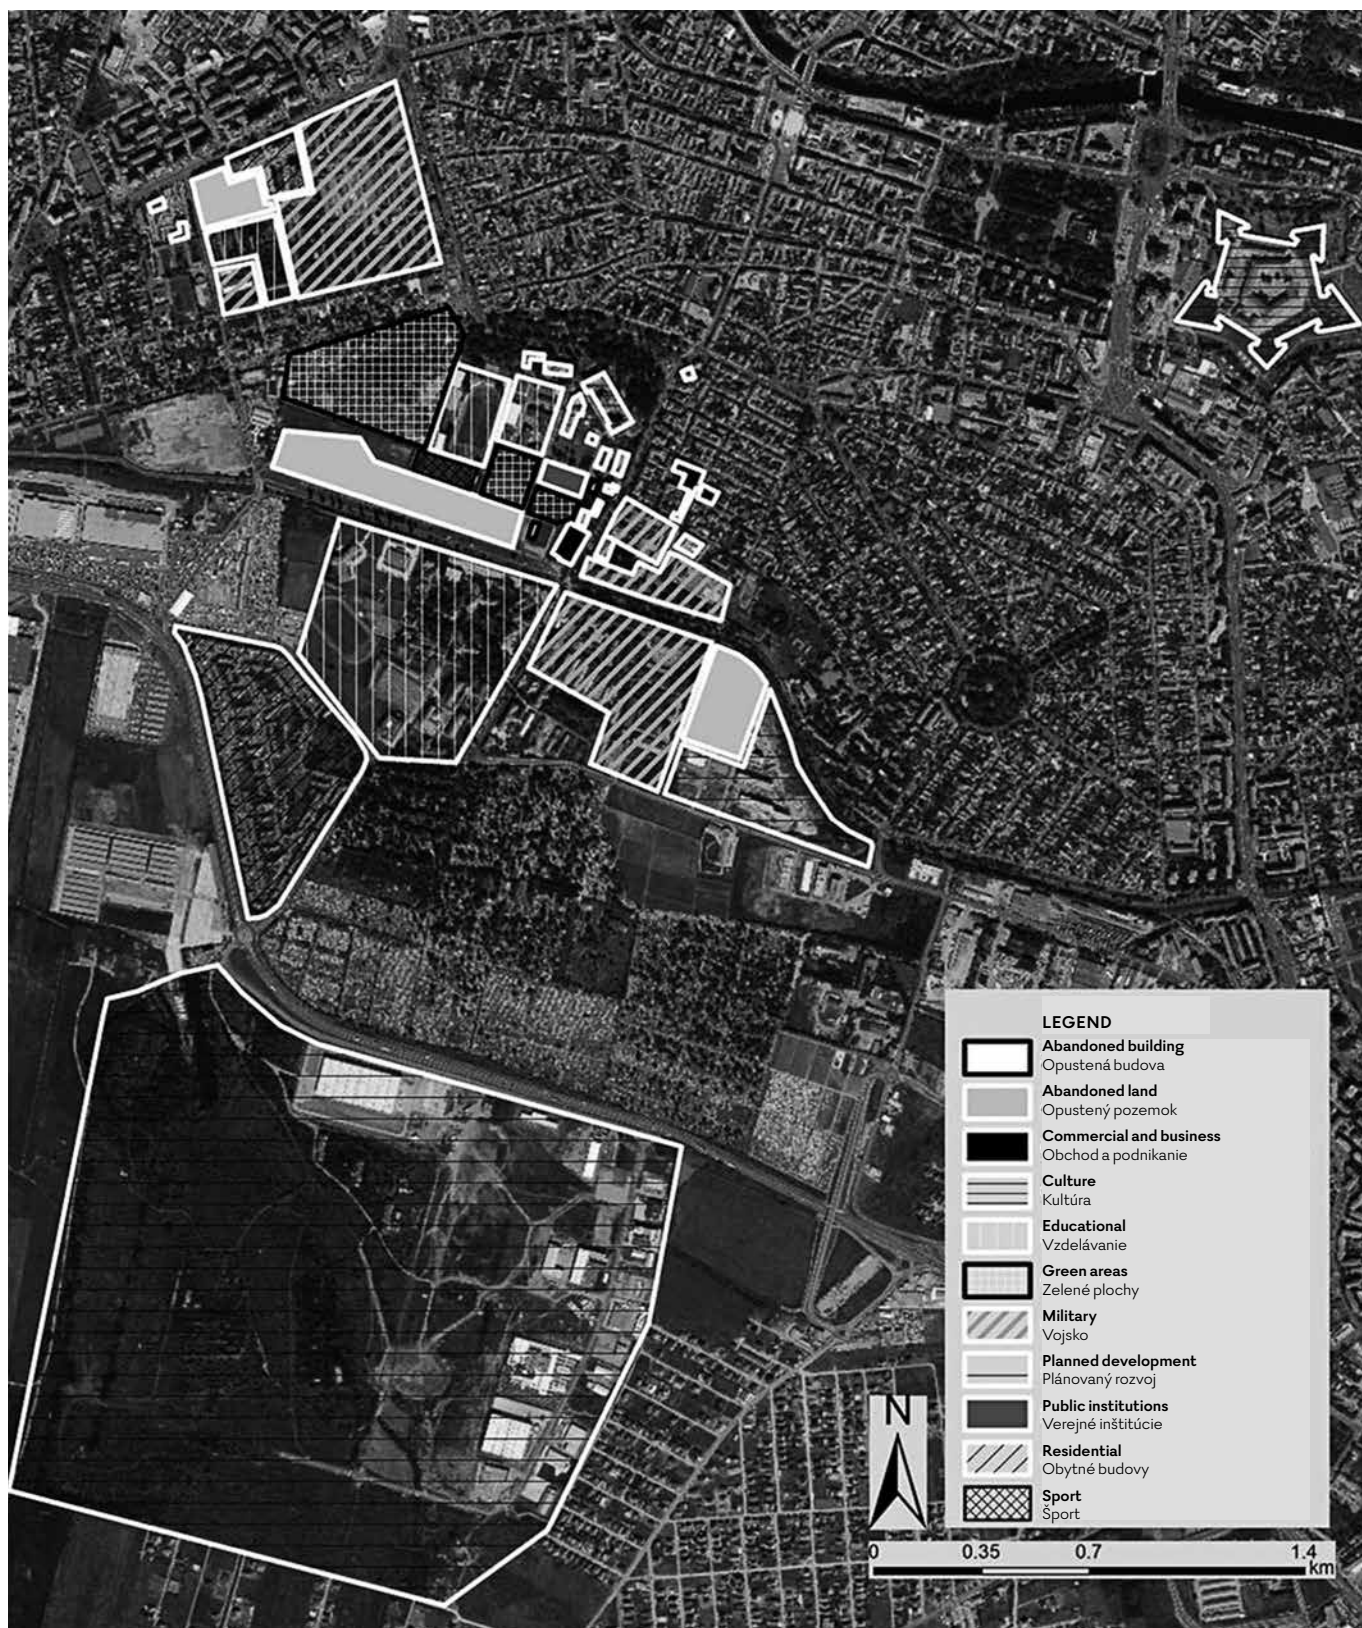 LEGEND
Abandoned building
Opustená budova
Abandoned land
Opustený pozemok
Commercial and business
Obchod a podnikanie
Culture
Kultúra
Educational
Vzdelávanie
Green areas
Zelené plochy
Military
Vojsko
Planned development
Plánovaný rozvoj
Public institutions
Verejné inštitúcie
Residential
Obytné budovy
Sport
Šport
N
0 0.35 0.7 1.4
km